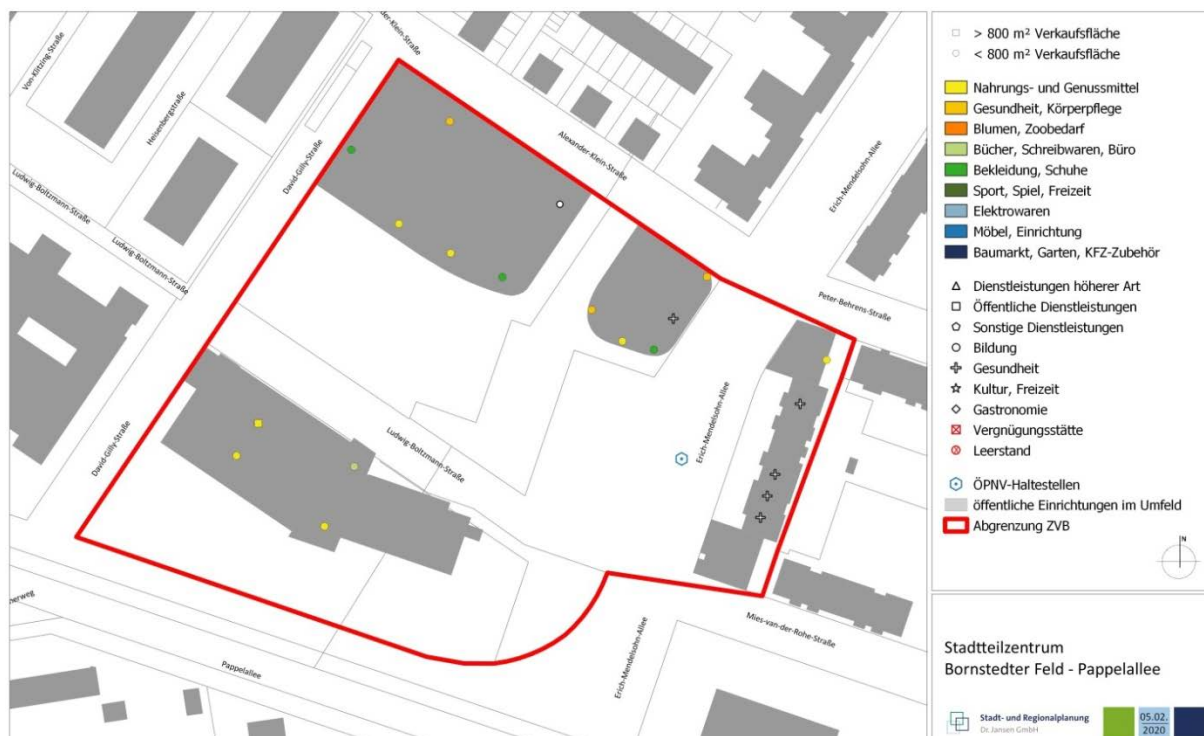 Von-Klitzing-Straße
Heisenbergstraße
der-Klein-Straße
Alexander-Klein-Straße
Erich-Mendelsohn-Allee
David-Gilly-Straße
Ludwig-Boltzmann-Straße
Ludwig-Boltzmann-Straße
Peter-Behrens-Straße
Erich-Mendelsohn-Allee
David-Gilly-Straße
Ludwig-Boltzmann-Straße
nerweg
Pappelallee
Erich-Mendelsohn-Allee
Mies-van-der-Rohe-Straße
> 800 m² Verkaufsfläche
< 800 m² Verkaufsfläche
Nahrungs- und Genussmittel
Gesundheit, Körperpflege
Blumen, Zoobedarf
Bücher, Schreibwaren, Büro
Bekleidung, Schuhe
Sport, Spiel, Freizeit
Elektrowaren
Möbel, Einrichtung
Baumarkt, Garten, KFZ-Zubehör
Dienstleistungen höherer Art
Öffentliche Dienstleistungen
Sonstige Dienstleistungen
Bildung
Gesundheit
Kultur, Freizeit
Gastronomie
Vergnügungsstätte
Leerstand
ÖPNV-Haltestellen
öffentliche Einrichtungen im Umfeld
Abgrenzung ZVB
N
Stadtteilzentrum
Bornstedter Feld - Pappelallee
Stadt- und Regionalplanung
Dr. Jansen GmbH
05.02.
2020